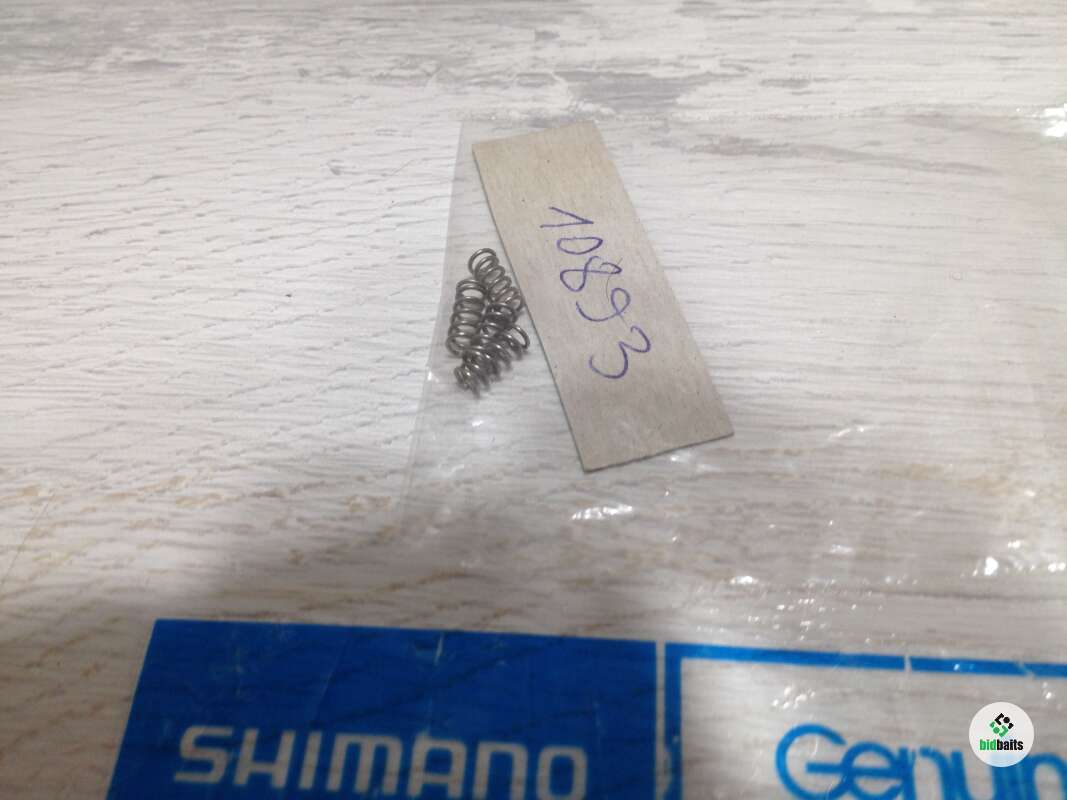 10893
SHIMANO
Genuin
bidbaits